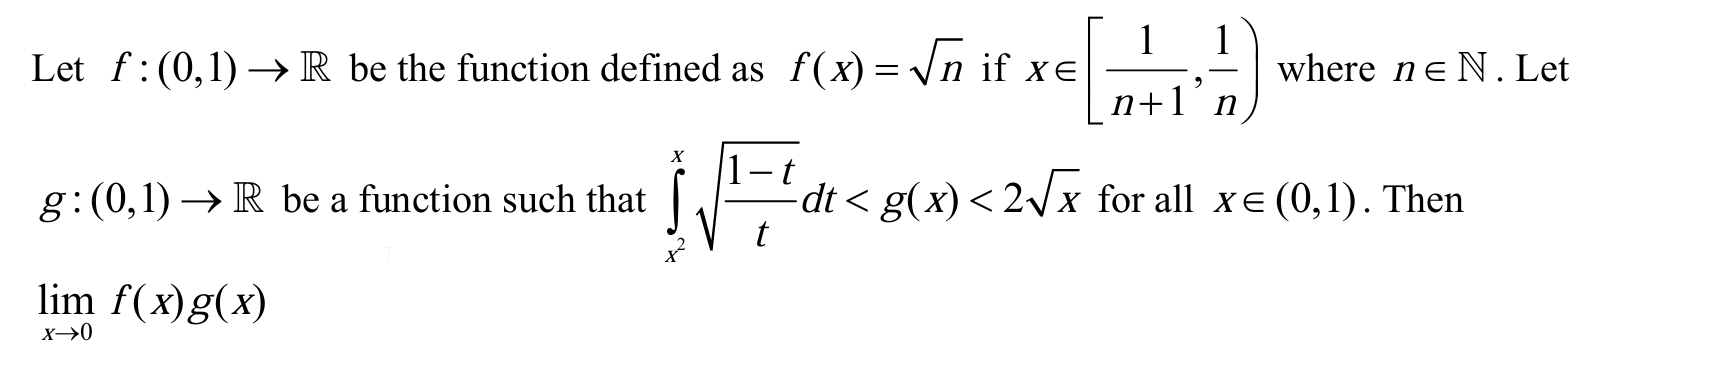 Let f : (0,1) → ℝ be the function defined as f(x) = √n if x ∈ [1/(n+1), 1/n) where n ∈ ℕ. Let
g : (0,1) → ℝ be a function such that ∫_{x²}^{x} √((1−t)/t) dt < g(x) < 2√x for all x ∈ (0,1). Then
lim_{x→0} f(x)g(x)